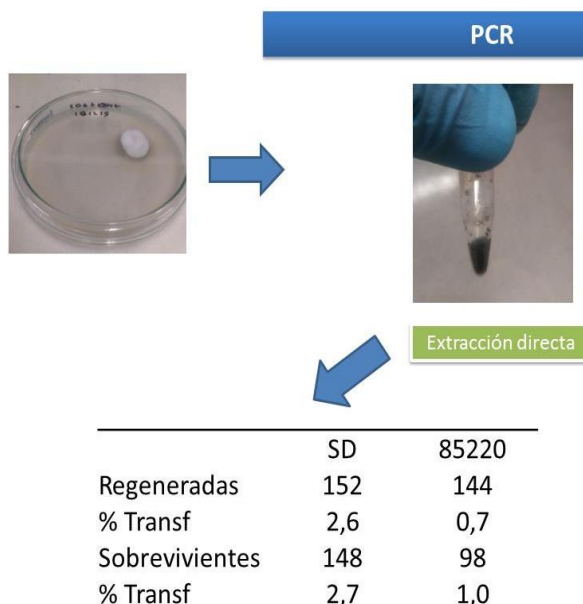 PCR
Extracción directa
SD 85220
Regeneradas 152 144
% Transf 2,6 0,7
Sobrevivientes 148 98
% Transf 2,7 1,0